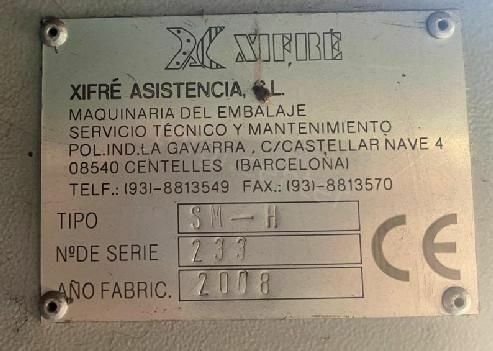 XIFRÉ
XIFRÉ ASISTENCIA, S.L.
MAQUINARIA DEL EMBALAJE
SERVICIO TÉCNICO Y MANTENIMIENTO
POL.IND.LA GAVARRA , C/CASTELLAR NAVE 4
08540 CENTELLES (BARCELONA)
TELF.: (93)-8813549 FAX.: (93)-8813570
TIPO SM-H
NºDE SERIE 233
AÑO FABRIC. 2008
CE